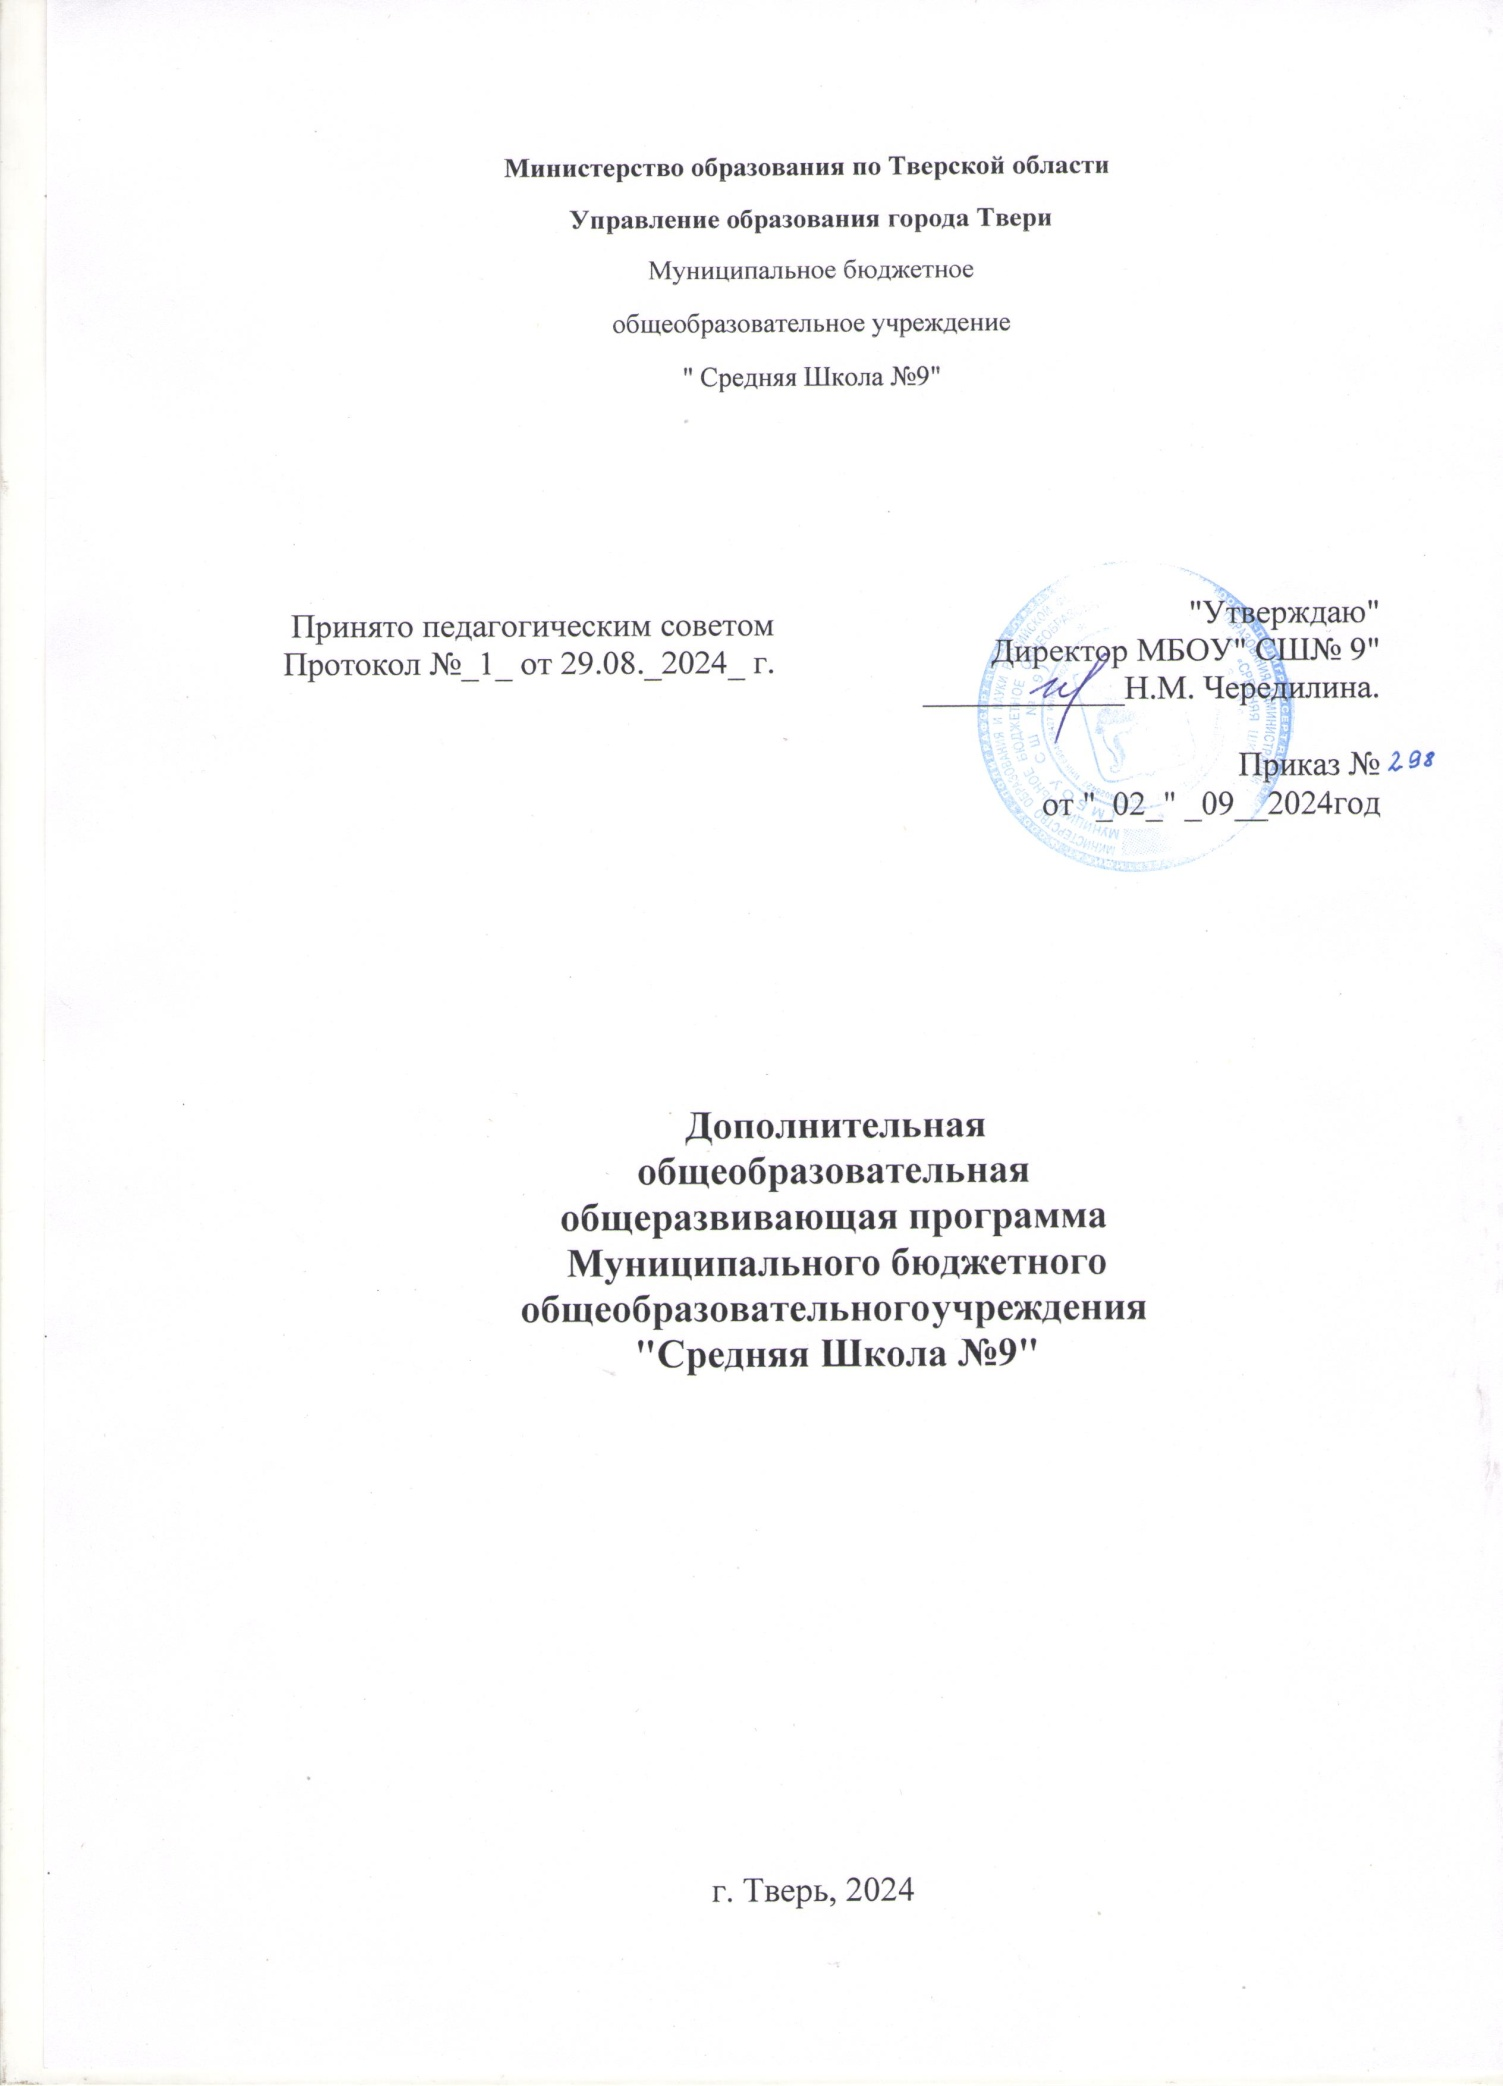 Министерство образования по Тверской области
Управление образования города Твери
Муниципальное бюджетное
общеобразовательное учреждение
" Средняя Школа №9"
Принято педагогическим советом
Протокол №_1_ от 29.08._2024_ г.
"Утверждаю"
Директор МБОУ" СШ№ 9"
____________Н.М. Чередилина.
Приказ № 298
от "_02_" _09__2024год
Дополнительная
общеобразовательная
общеразвивающая программа
Муниципального бюджетного
общеобразовательногоучреждения
"Средняя Школа №9"
г. Тверь, 2024